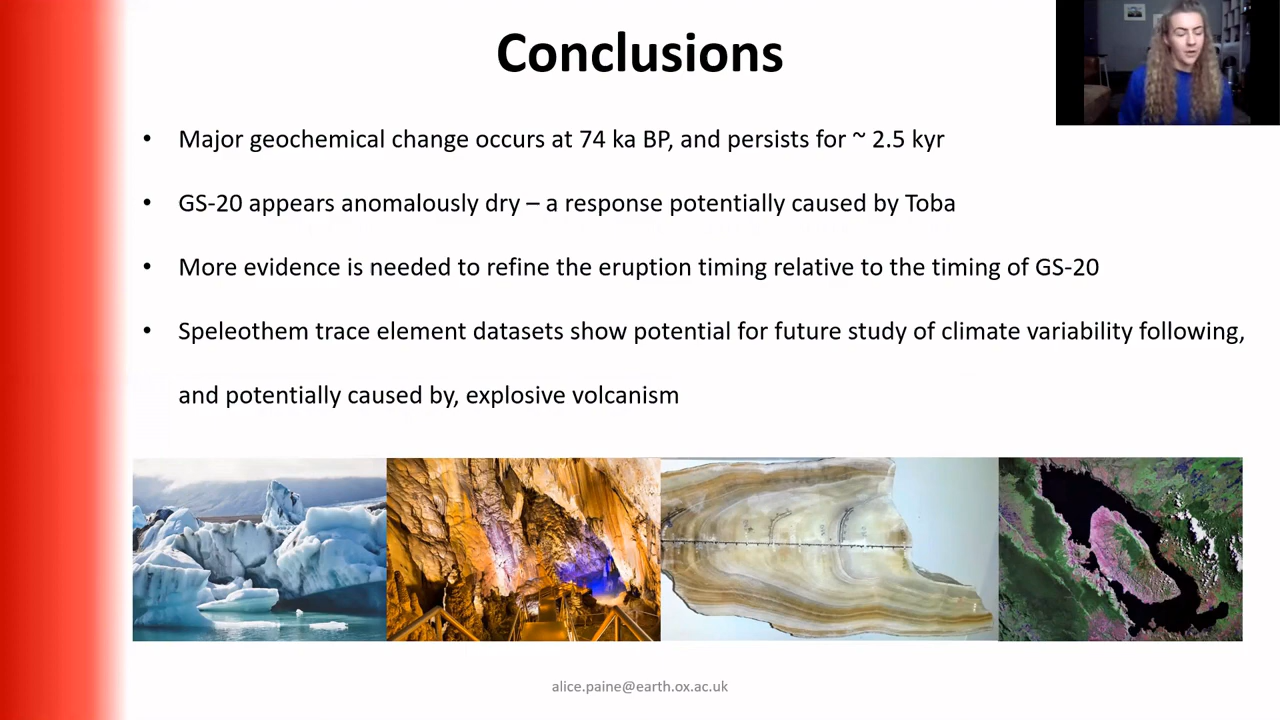 Conclusions
• Major geochemical change occurs at 74 ka BP, and persists for ~ 2.5 kyr
• GS-20 appears anomalously dry – a response potentially caused by Toba
• More evidence is needed to refine the eruption timing relative to the timing of GS-20
• Speleothem trace element datasets show potential for future study of climate variability following,
and potentially caused by, explosive volcanism
alice.paine@earth.ox.ac.uk